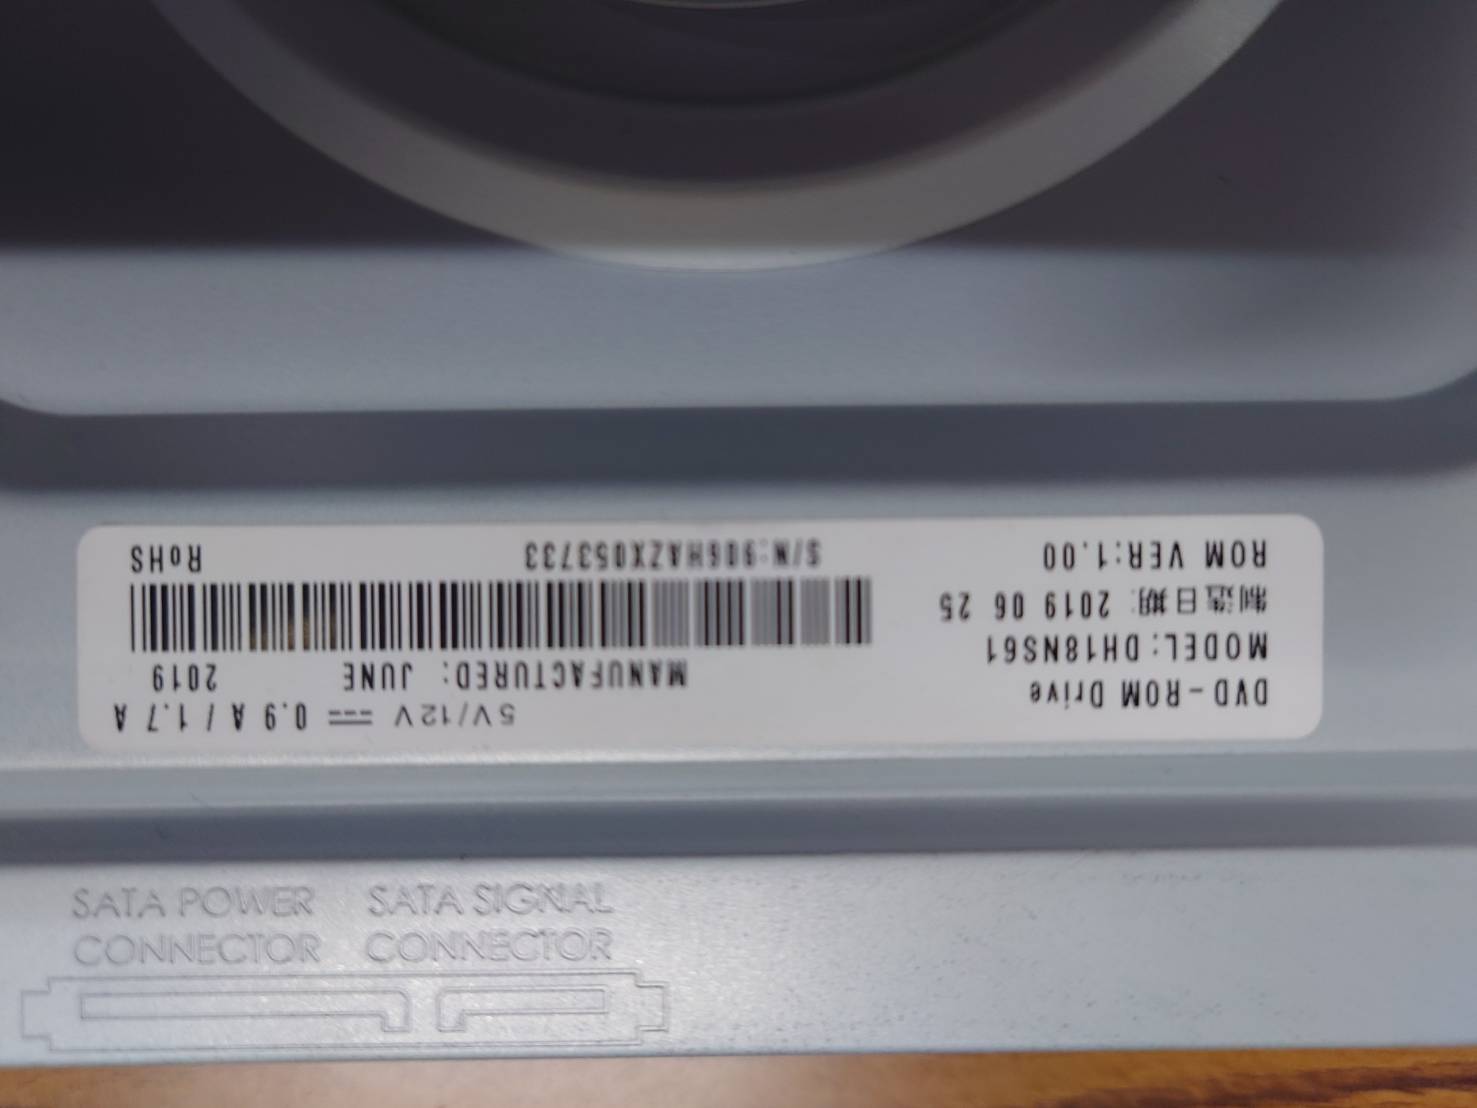 SATA POWER SATA SIGNAL
CONNECTOR CONNECTOR
DVD-ROM Drive
MODEL: DH18NS61
制造日期: 2019 06 25
ROM VER:1.00
5V/12V ⎓ 0.9 A / 1.7 A
MANUFACTURED: JUNE 2019
S/N:906HAZX053733
RoHS